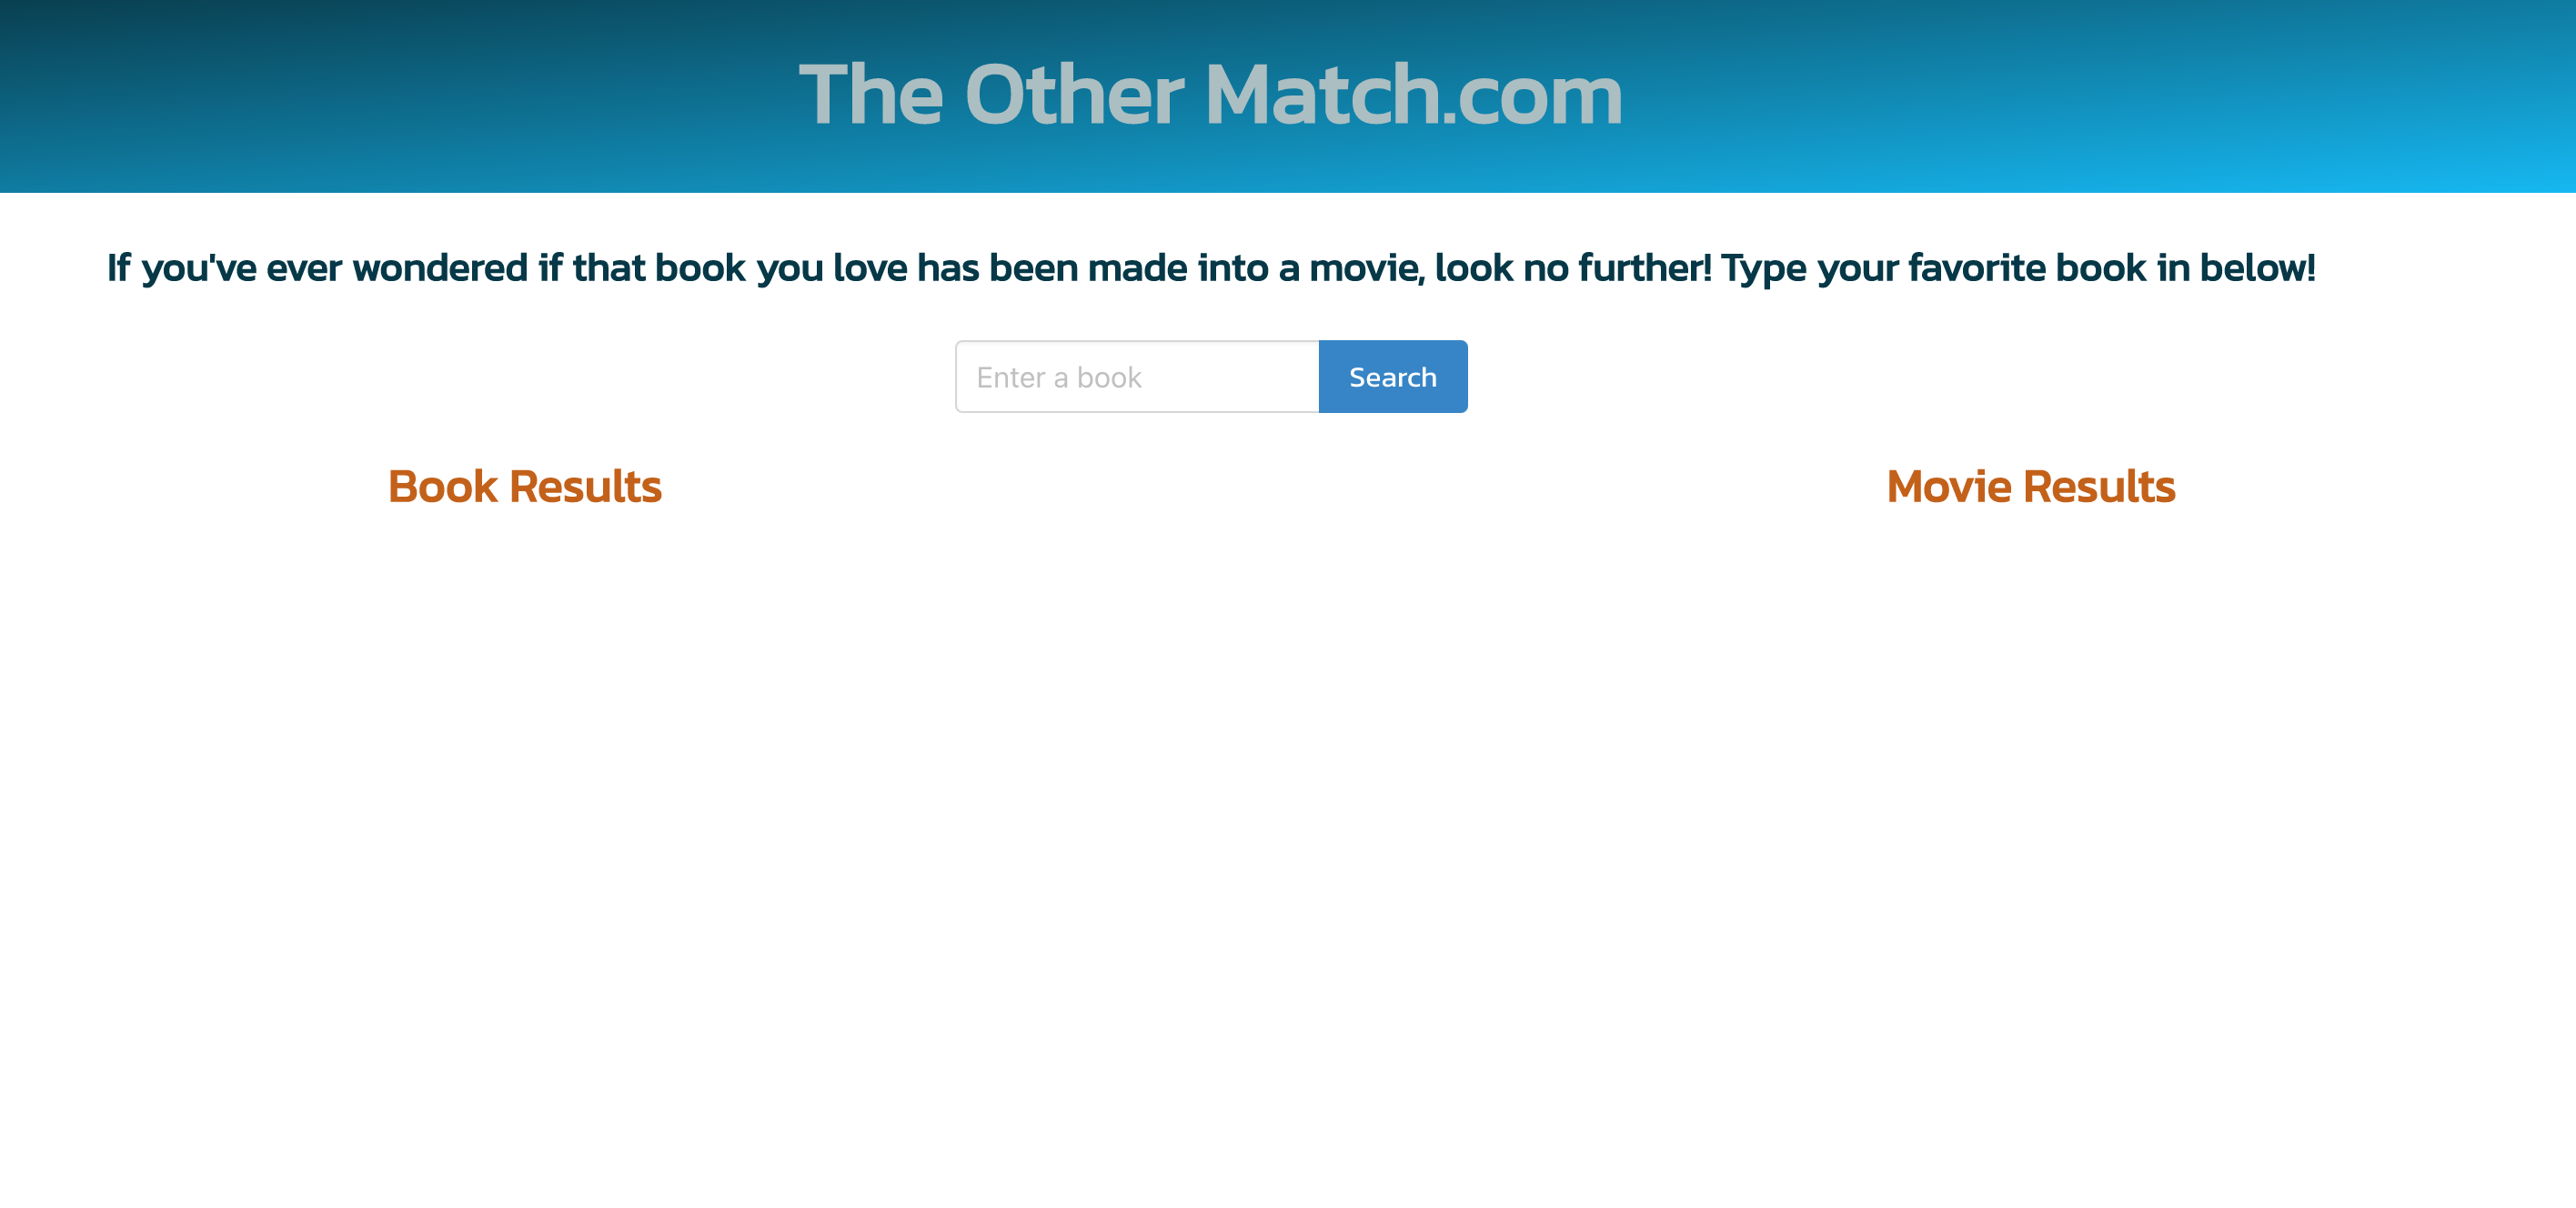 The Other Match.com
If you've ever wondered if that book you love has been made into a movie, look no further! Type your favorite book in below!
Enter a book
Search
Book Results
Movie Results